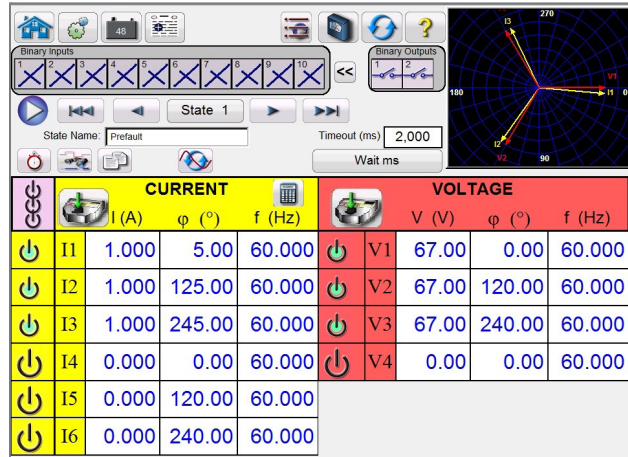 48
?
Binary Inputs
1 2 3 4 5 6 7 8 9 10
<<
Binary Outputs
1 2
State 1
State Name: Prefault
Timeout (ms) 2,000
Wait ms
270
I3
V1
180
I1 0
I2
V2
90
CURRENT
I (A) φ (°) f (Hz)
VOLTAGE
V (V) φ (°) f (Hz)
I1 1.000 5.00 60.000 V1 67.00 0.00 60.000
I2 1.000 125.00 60.000 V2 67.00 120.00 60.000
I3 1.000 245.00 60.000 V3 67.00 240.00 60.000
I4 0.000 0.00 60.000 V4 0.00 0.00 60.000
I5 0.000 120.00 60.000
I6 0.000 240.00 60.000